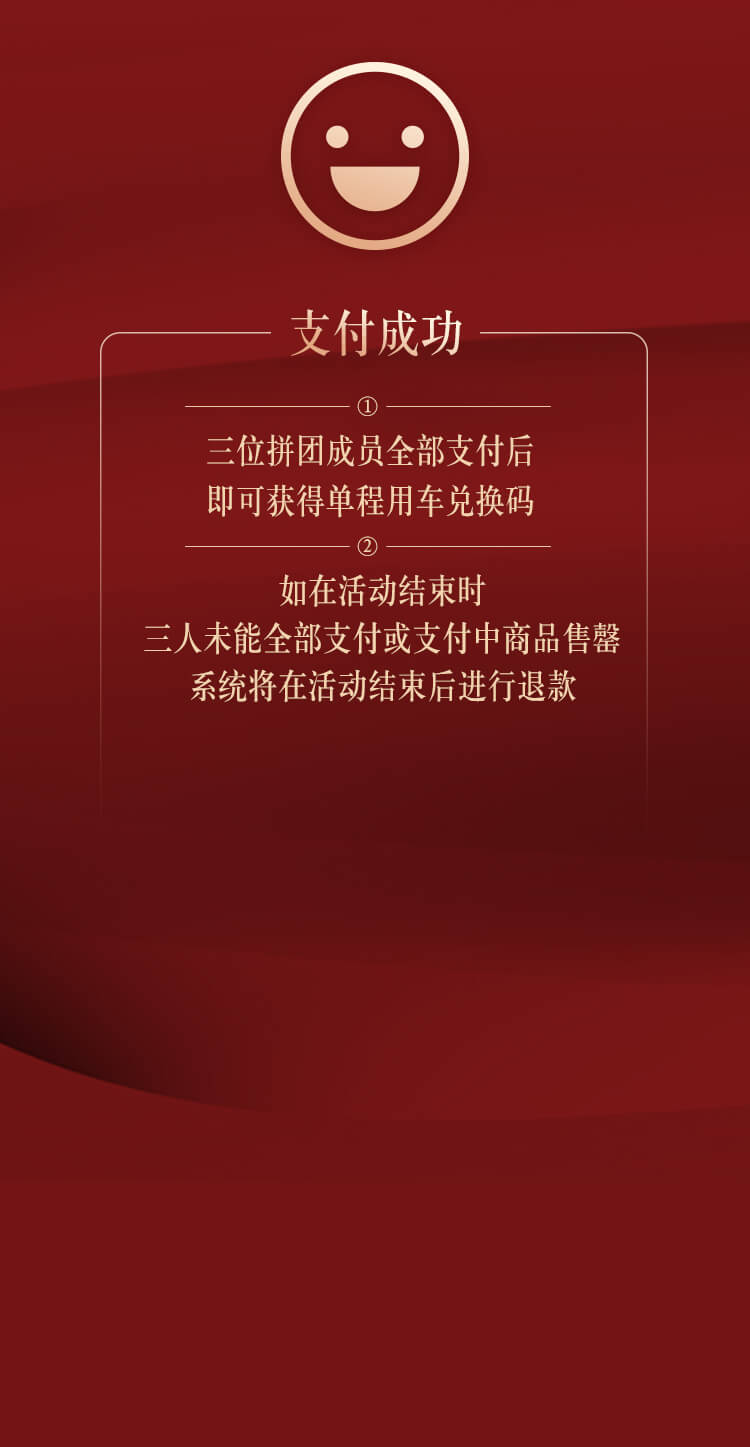 支付成功
①
三位拼团成员全部支付后
即可获得单程用车兑换码
②
如在活动结束时
三人未能全部支付或支付中商品售罄
系统将在活动结束后进行退款